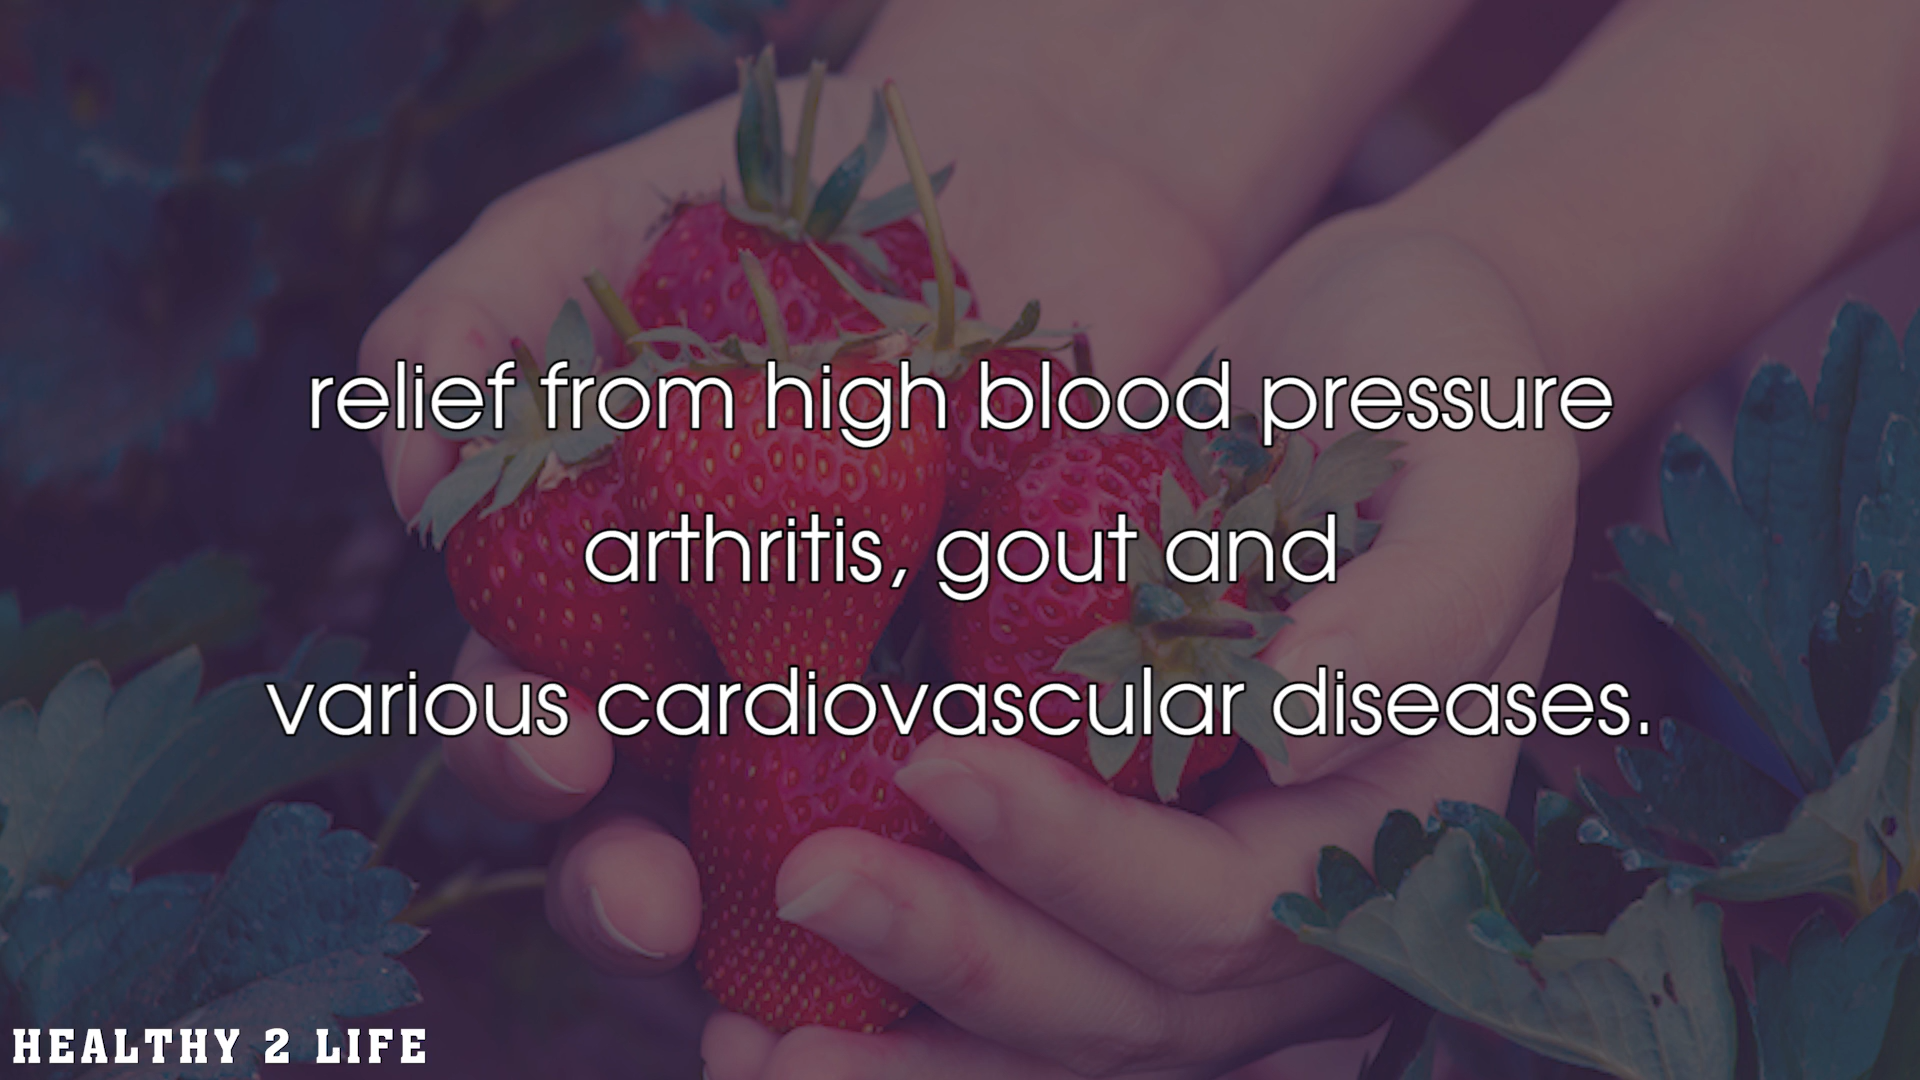 relief from high blood pressure
arthritis, gout and
various cardiovascular diseases.
HEALTHY 2 LIFE